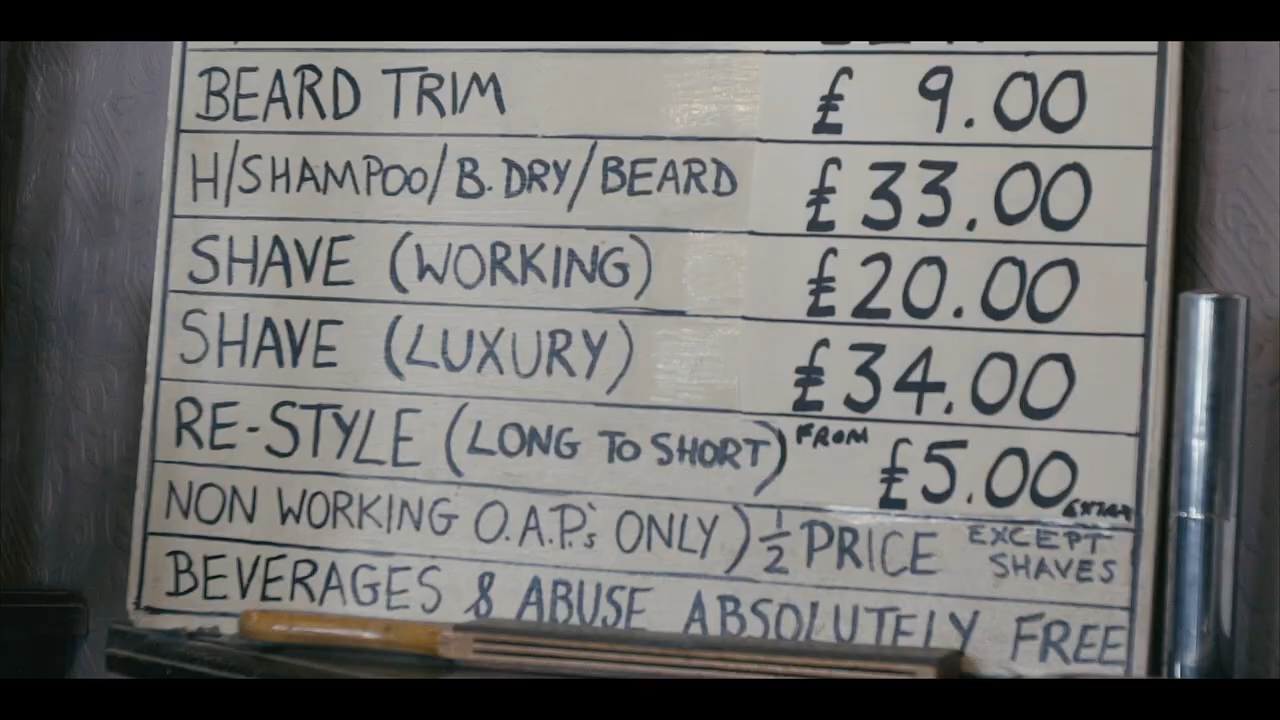 BEARD TRIM £ 9.00
H/SHAMPOO/B.DRY/BEARD £33.00
SHAVE (WORKING) £20.00
SHAVE (LUXURY) £34.00
RE-STYLE (LONG TO SHORT) FROM £5.00 EXTRA
NON WORKING O.A.P.'s ONLY) ½ PRICE EXCEPT SHAVES
BEVERAGES & ABUSE ABSOLUTELY FREE